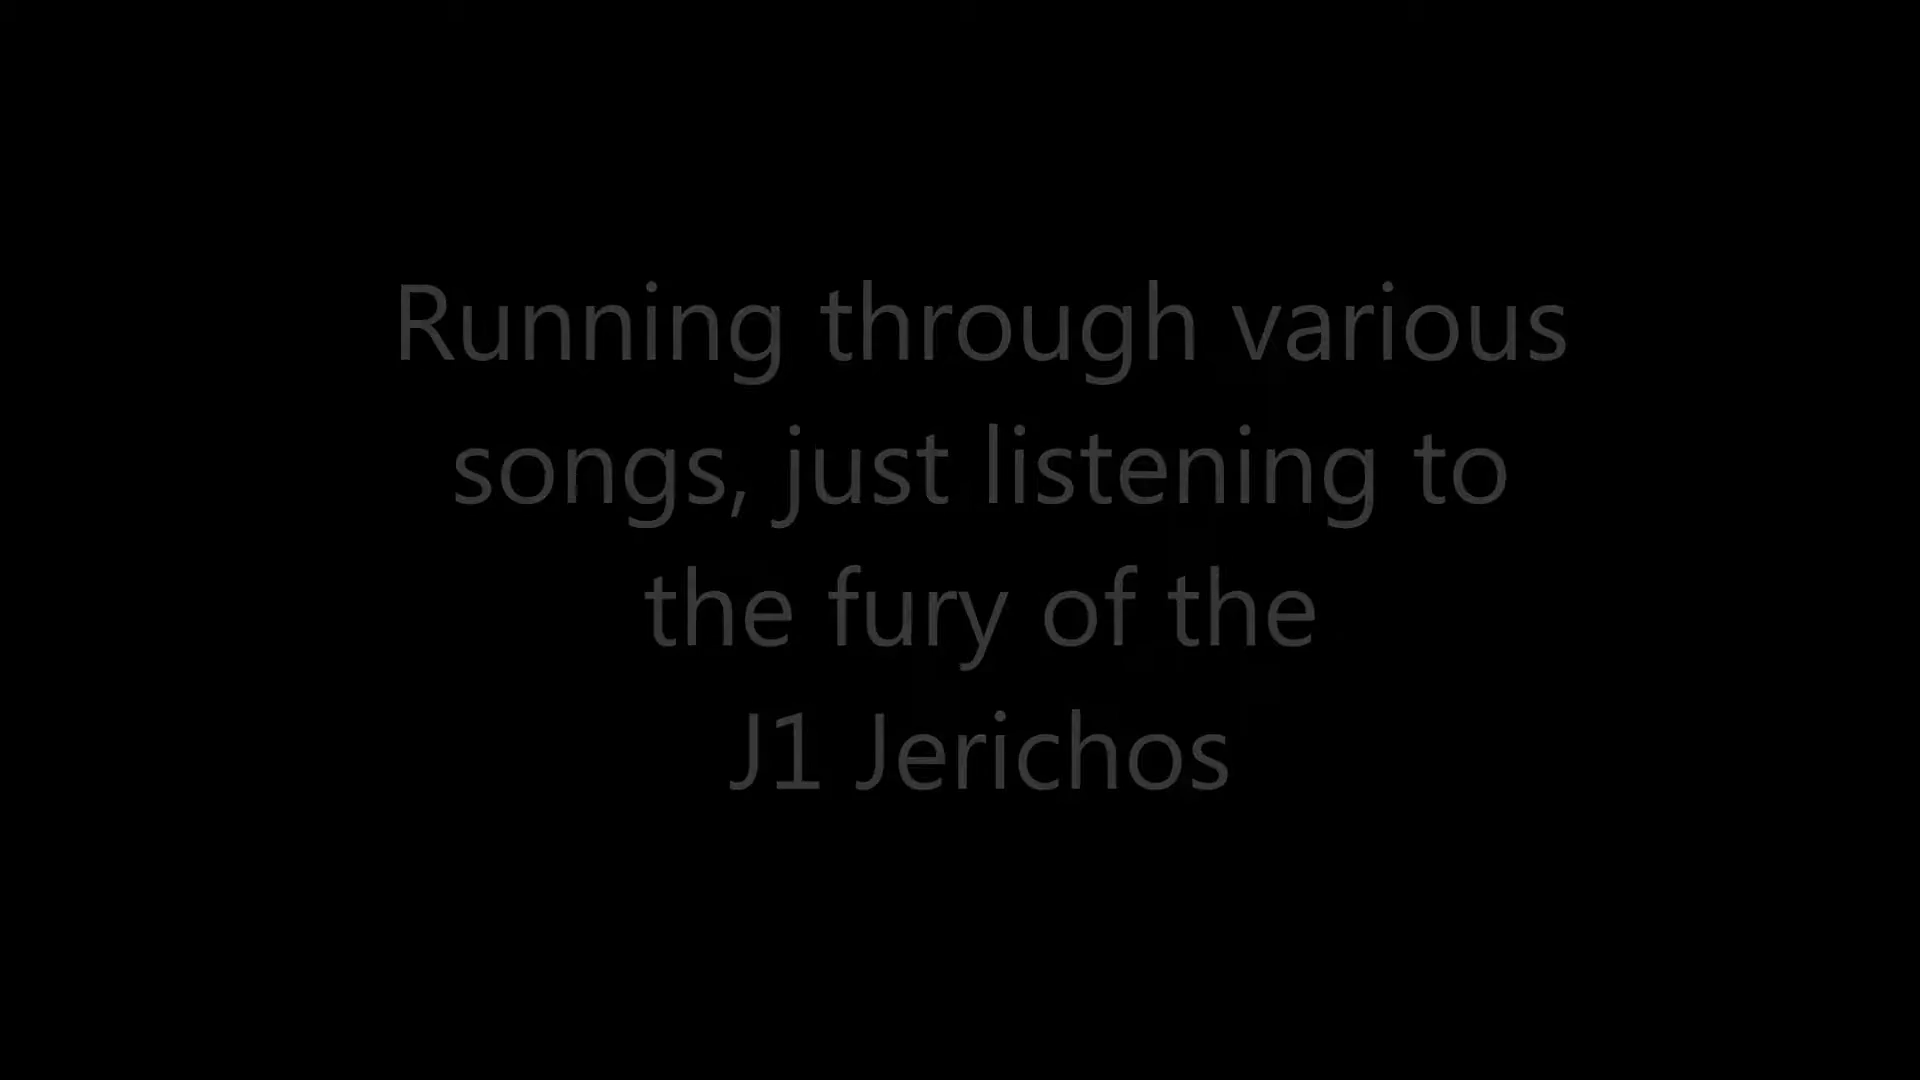 Running through various
songs, just listening to
the fury of the
J1 Jerichos